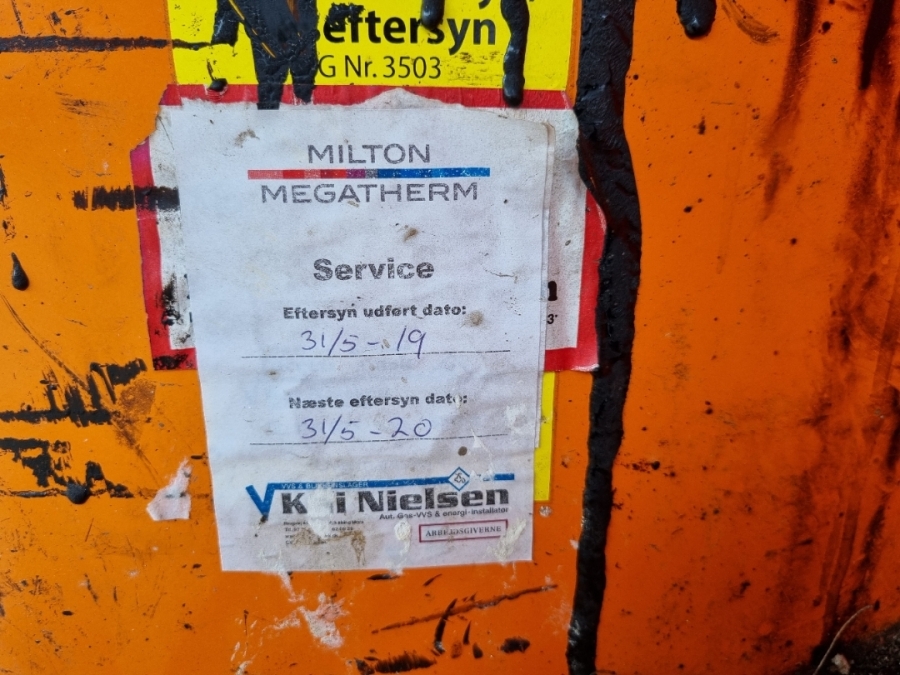 eftersyn
G Nr. 3503
MILTON
MEGATHERM
Service
Eftersyn udført dato:
31/5 - 19
Næste eftersyn dato:
31/5 - 20
Nielsen
Aut. Gas-VVS & energi-installatør
ARBEJDSGIVERNE